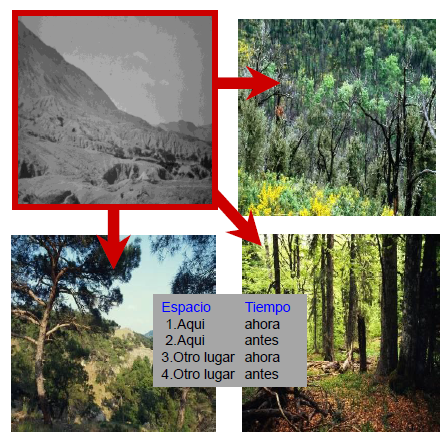 Espacio Tiempo
1.Aqui ahora
2.Aqui antes
3.Otro lugar ahora
4.Otro lugar antes